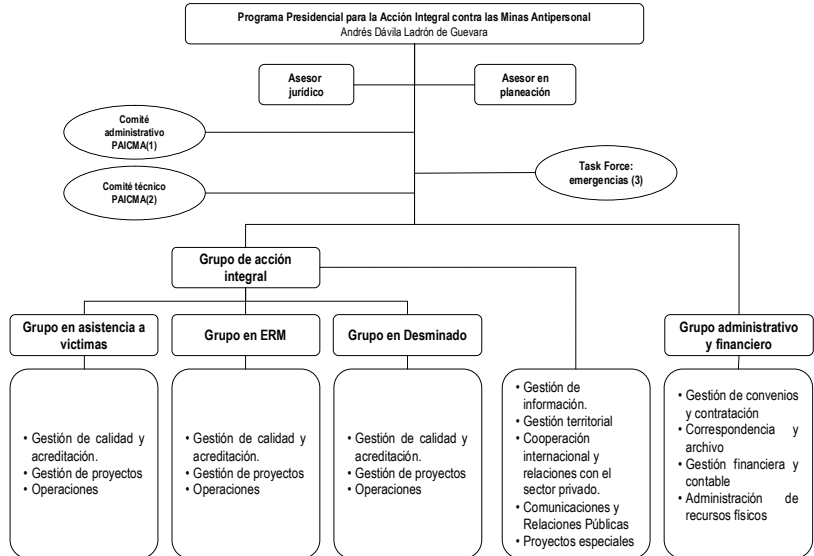 Programa Presidencial para la Acción Integral contra las Minas Antipersonal
Andrés Dávila Ladrón de Guevara
Asesor
jurídico
Asesor en
planeación
Comité
administrativo
PAICMA(1)
Comité técnico
PAICMA(2)
Task Force:
emergencias (3)
Grupo de acción
integral
Grupo en asistencia a
victimas
Grupo en ERM
Grupo en Desminado
Grupo administrativo
y financiero
• Gestión de calidad y
acreditación.
• Gestión de proyectos
• Operaciones
• Gestión de calidad y
acreditación.
• Gestión de proyectos
• Operaciones
• Gestión de calidad y
acreditación.
• Gestión de proyectos
• Operaciones
• Gestión de
información.
• Gestión territorial
• Cooperación
internacional y
relaciones con el
sector privado.
• Comunicaciones y
Relaciones Públicas
• Proyectos especiales
• Gestión de convenios
y contratación
• Correspondencia y
archivo
• Gestión financiera y
contable
• Administración de
recursos físicos